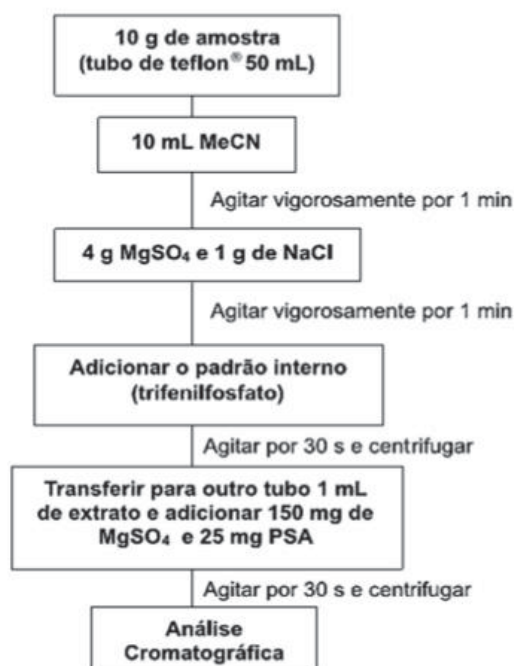 10 g de amostra
(tubo de teflon® 50 mL)
10 mL MeCN
Agitar vigorosamente por 1 min
4 g MgSO₄ e 1 g de NaCl
Agitar vigorosamente por 1 min
Adicionar o padrão interno
(trifenilfosfato)
Agitar por 30 s e centrifugar
Transferir para outro tubo 1 mL
de extrato e adicionar 150 mg de
MgSO₄ e 25 mg PSA
Agitar por 30 s e centrifugar
Análise
Cromatográfica